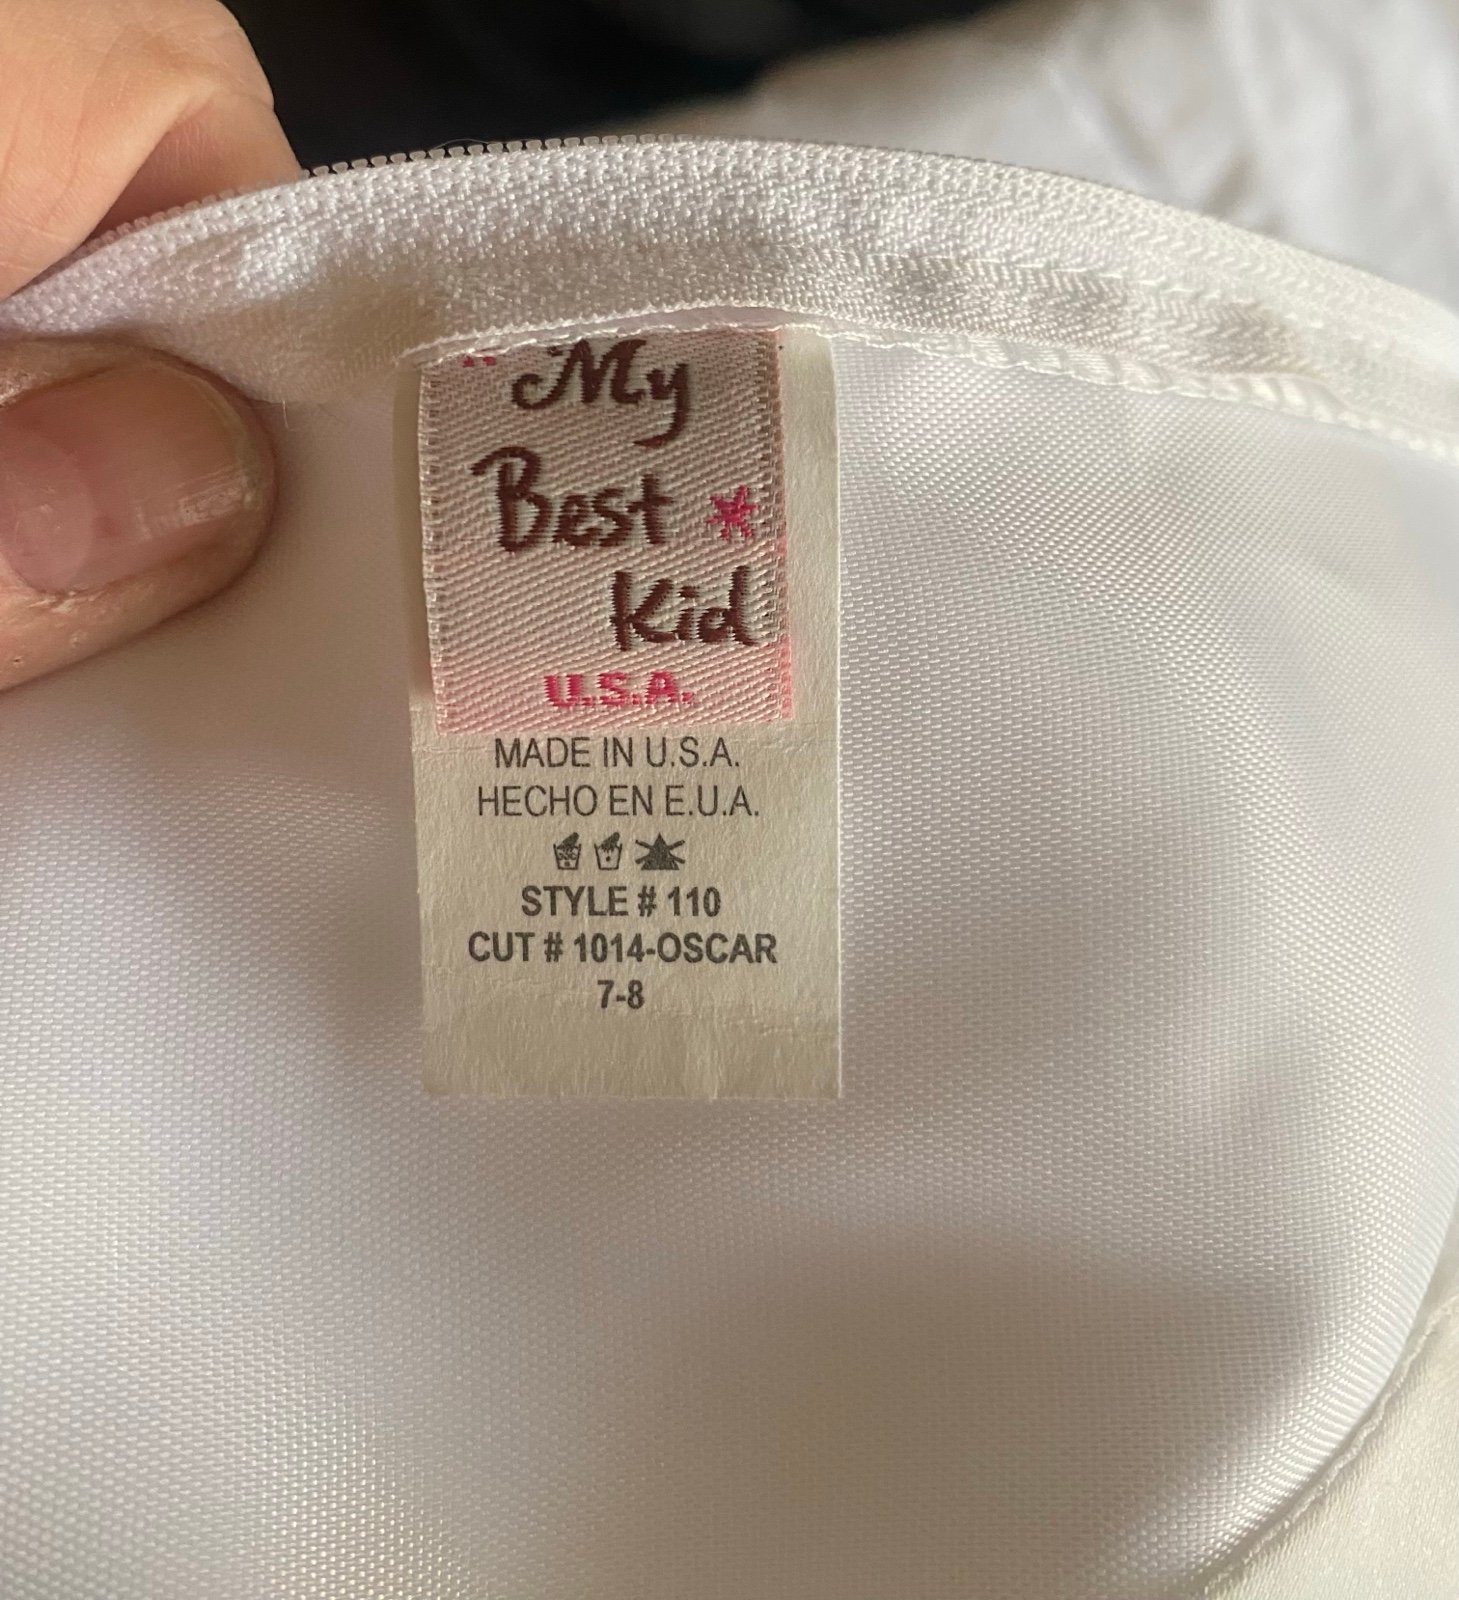 My
Best
Kid
U.S.A.
MADE IN U.S.A.
HECHO EN E.U.A.
STYLE # 110
CUT # 1014-OSCAR
7-8